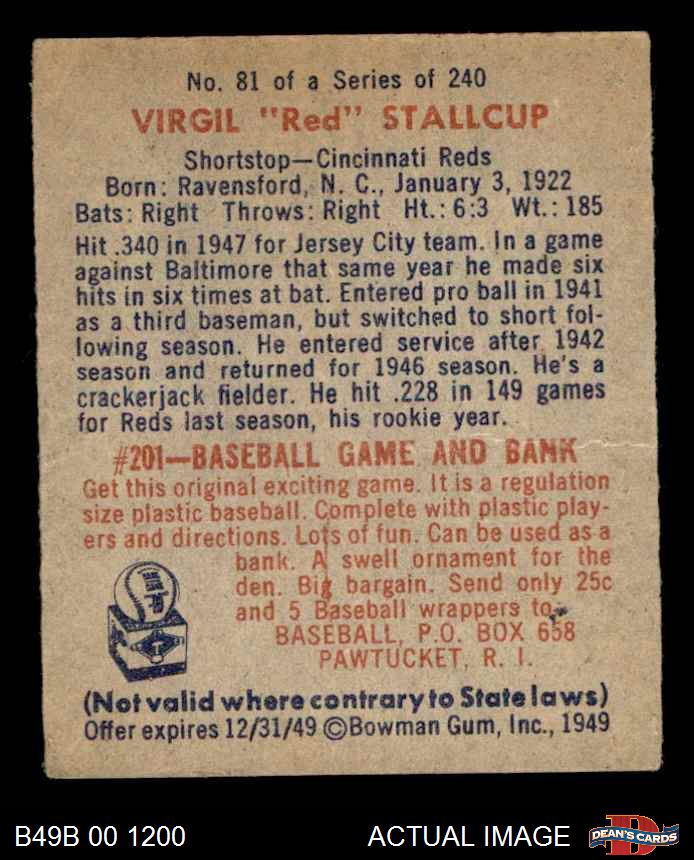 No. 81 of a Series of 240
VIRGIL "Red" STALLCUP
Shortstop—Cincinnati Reds
Born: Ravensford, N. C., January 3, 1922
Bats: Right Throws: Right Ht.: 6:3 Wt.: 185
Hit .340 in 1947 for Jersey City team. In a game
against Baltimore that same year he made six
hits in six times at bat. Entered pro ball in 1941
as a third baseman, but switched to short fol-
lowing season. He entered service after 1942
season and returned for 1946 season. He's a
crackerjack fielder. He hit .228 in 149 games
for Reds last season, his rookie year.
#201—BASEBALL GAME AND BANK
Get this original exciting game. It is a regulation
size plastic baseball. Complete with plastic play-
ers and directions. Lots of fun. Can be used as a
bank. A swell ornament for the
den. Big bargain. Send only 25c
and 5 Baseball wrappers to
BASEBALL, P.O. BOX 658
PAWTUCKET, R. I.
(Not valid where contrary to State laws)
Offer expires 12/31/49 ©Bowman Gum, Inc., 1949
B49B 00 1200
ACTUAL IMAGE
D
DEAN'S CARDS